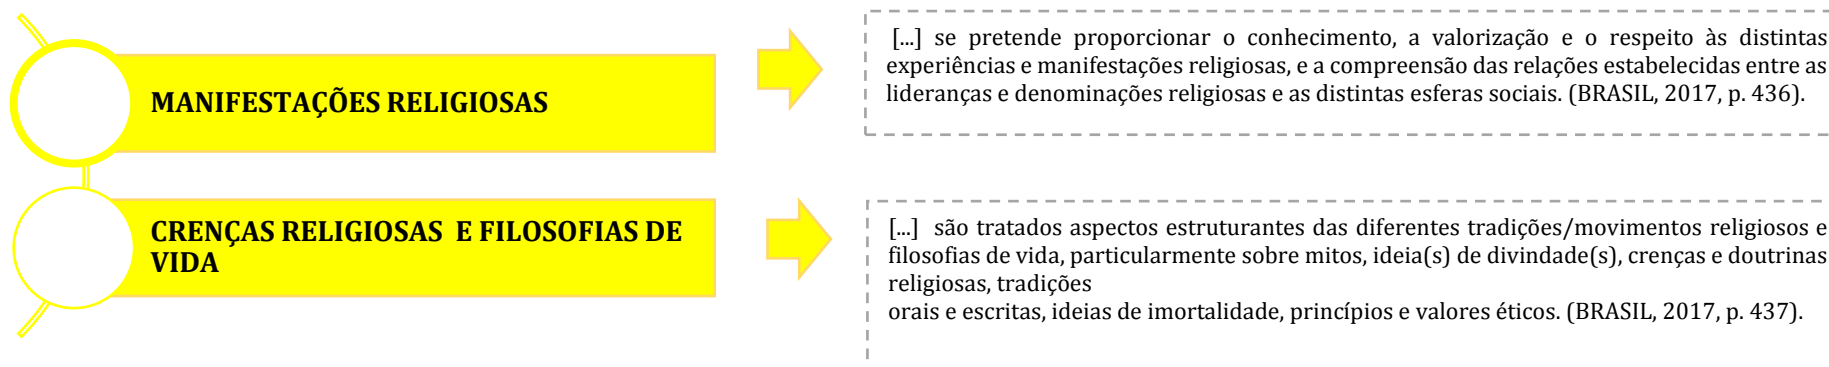 MANIFESTAÇÕES RELIGIOSAS
[...] se pretende proporcionar o conhecimento, a valorização e o respeito às distintas
experiências e manifestações religiosas, e a compreensão das relações estabelecidas entre as
lideranças e denominações religiosas e as distintas esferas sociais. (BRASIL, 2017, p. 436).
CRENÇAS RELIGIOSAS E FILOSOFIAS DE
VIDA
[...] são tratados aspectos estruturantes das diferentes tradições/movimentos religiosos e
filosofias de vida, particularmente sobre mitos, ideia(s) de divindade(s), crenças e doutrinas
religiosas, tradições
orais e escritas, ideias de imortalidade, princípios e valores éticos. (BRASIL, 2017, p. 437).